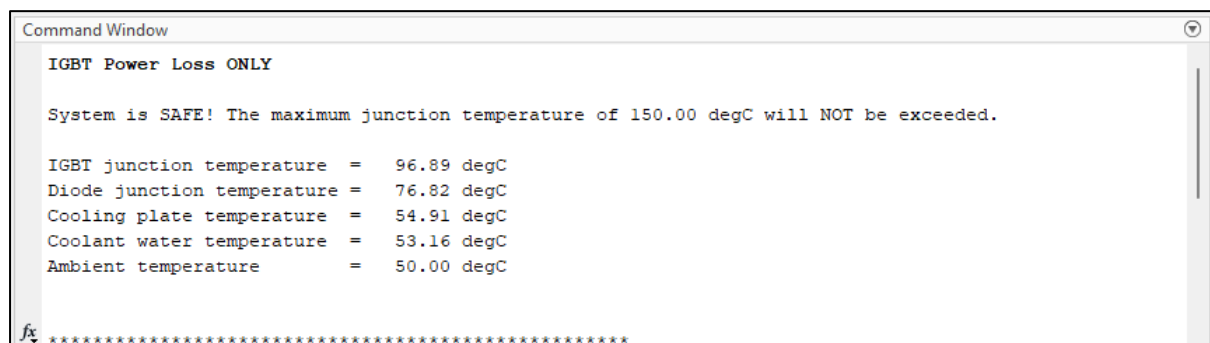 Command Window
IGBT Power Loss ONLY
System is SAFE! The maximum junction temperature of 150.00 degC will NOT be exceeded.
IGBT junction temperature  =   96.89 degC
Diode junction temperature =   76.82 degC
Cooling plate temperature  =   54.91 degC
Coolant water temperature  =   53.16 degC
Ambient temperature        =   50.00 degC
fx ****************************************************